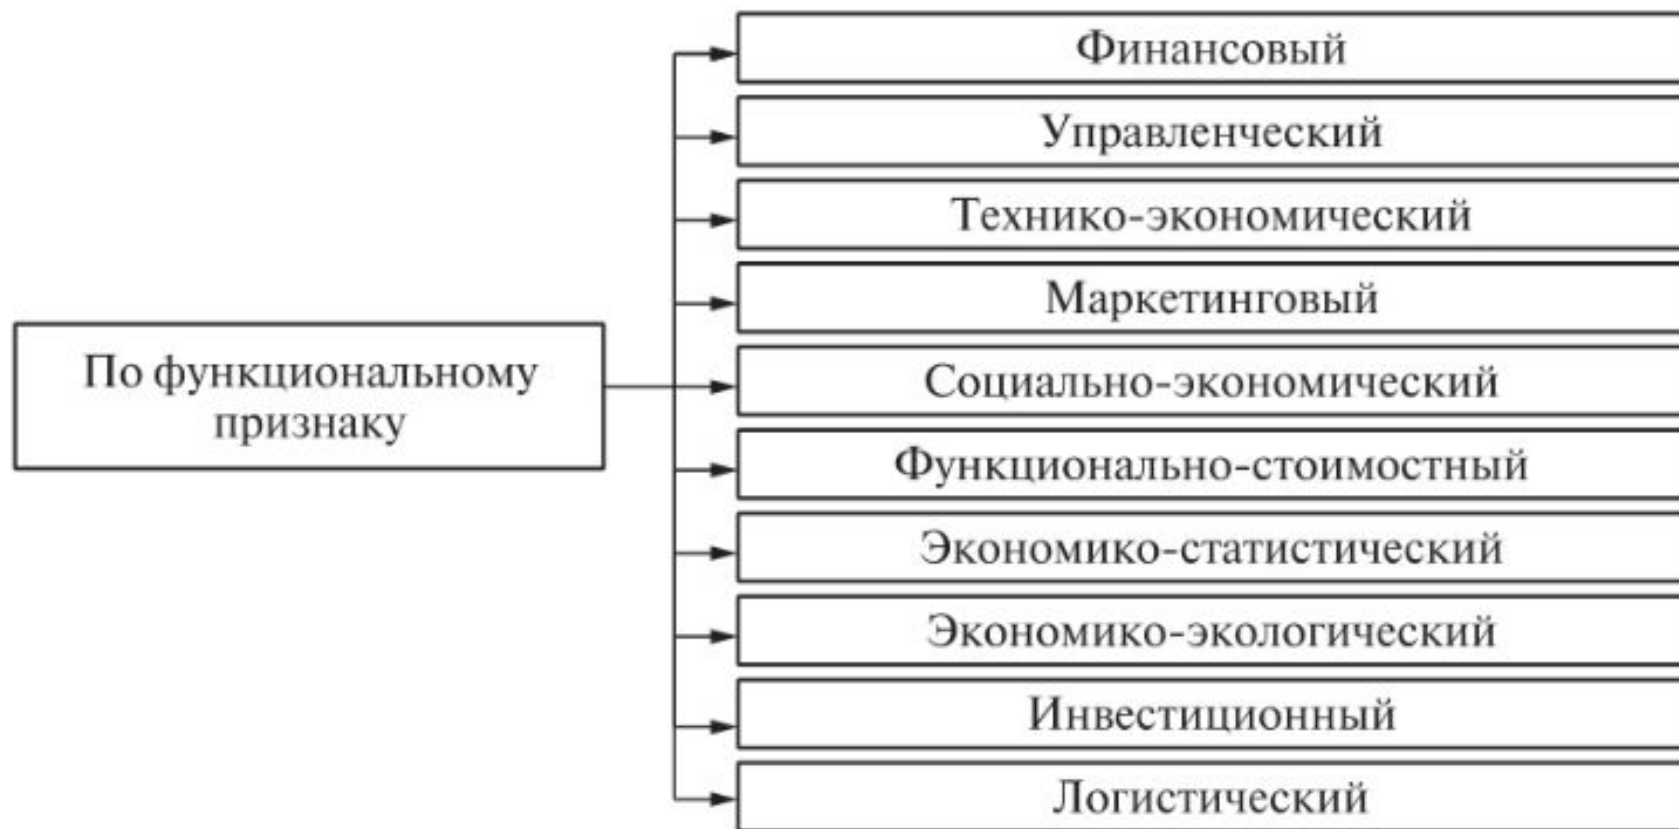 Финансовый
Управленческий
Технико-экономический
Маркетинговый
По функциональному
признаку
Социально-экономический
Функционально-стоимостный
Экономико-статистический
Экономико-экологический
Инвестиционный
Логистический